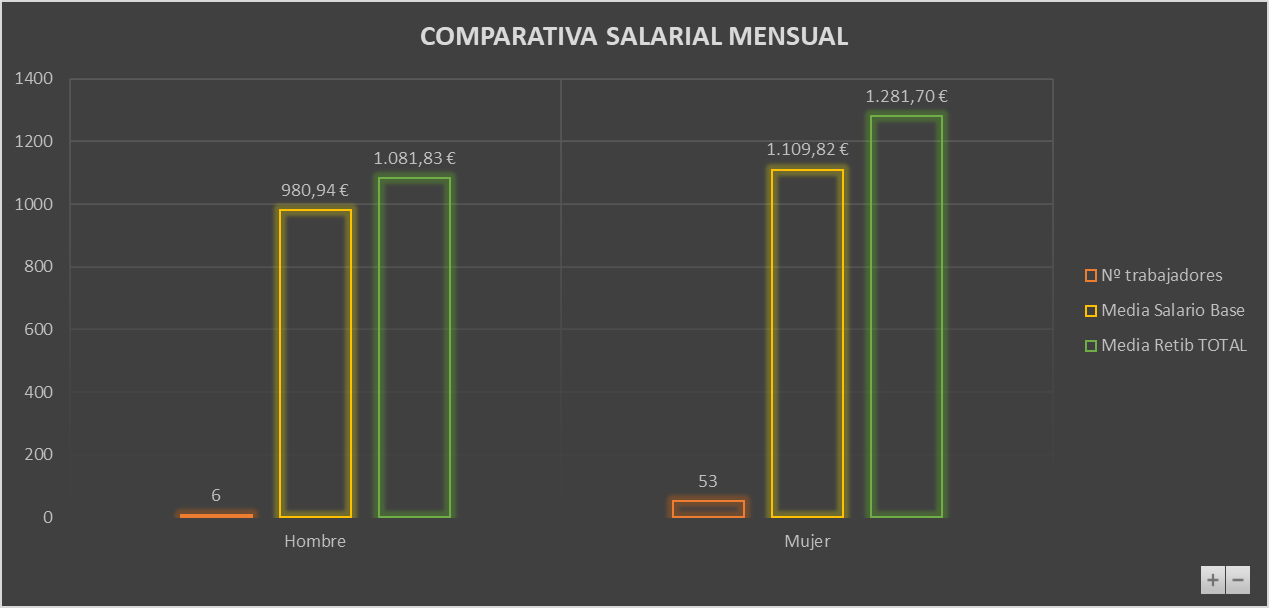 COMPARATIVA SALARIAL MENSUAL
1400
1200
1000
800
600
400
200
0
6
980,94 €
1.081,83 €
53
1.109,82 €
1.281,70 €
Hombre
Mujer
Nº trabajadores
Media Salario Base
Media Retib TOTAL
+ −